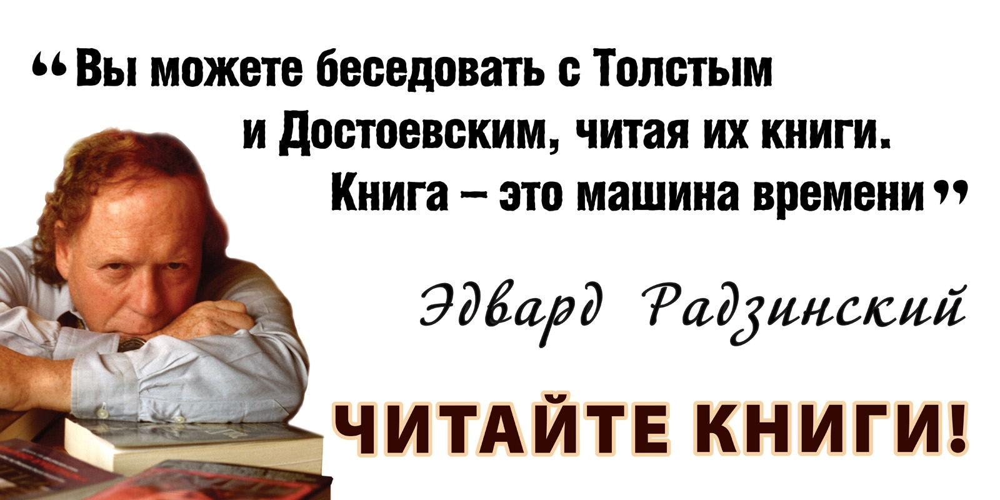 “Вы можете беседовать с Толстым
и Достоевским, читая их книги.
Книга – это машина времени”
Эдвард Радзинский
ЧИТАЙТЕ КНИГИ!